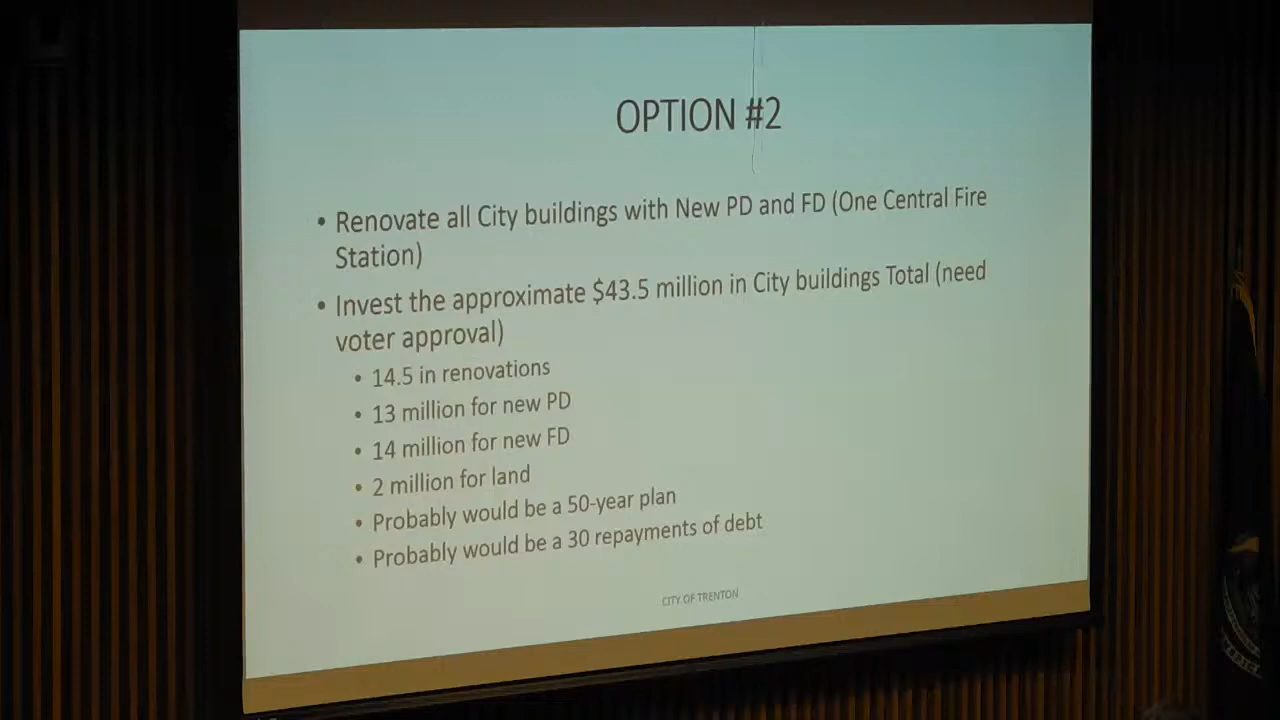 OPTION #2
• Renovate all City buildings with New PD and FD (One Central Fire
Station)
• Invest the approximate $43.5 million in City buildings Total (need
voter approval)
• 14.5 in renovations
• 13 million for new PD
• 14 million for new FD
• 2 million for land
• Probably would be a 50-year plan
• Probably would be a 30 repayments of debt
CITY OF TRENTON